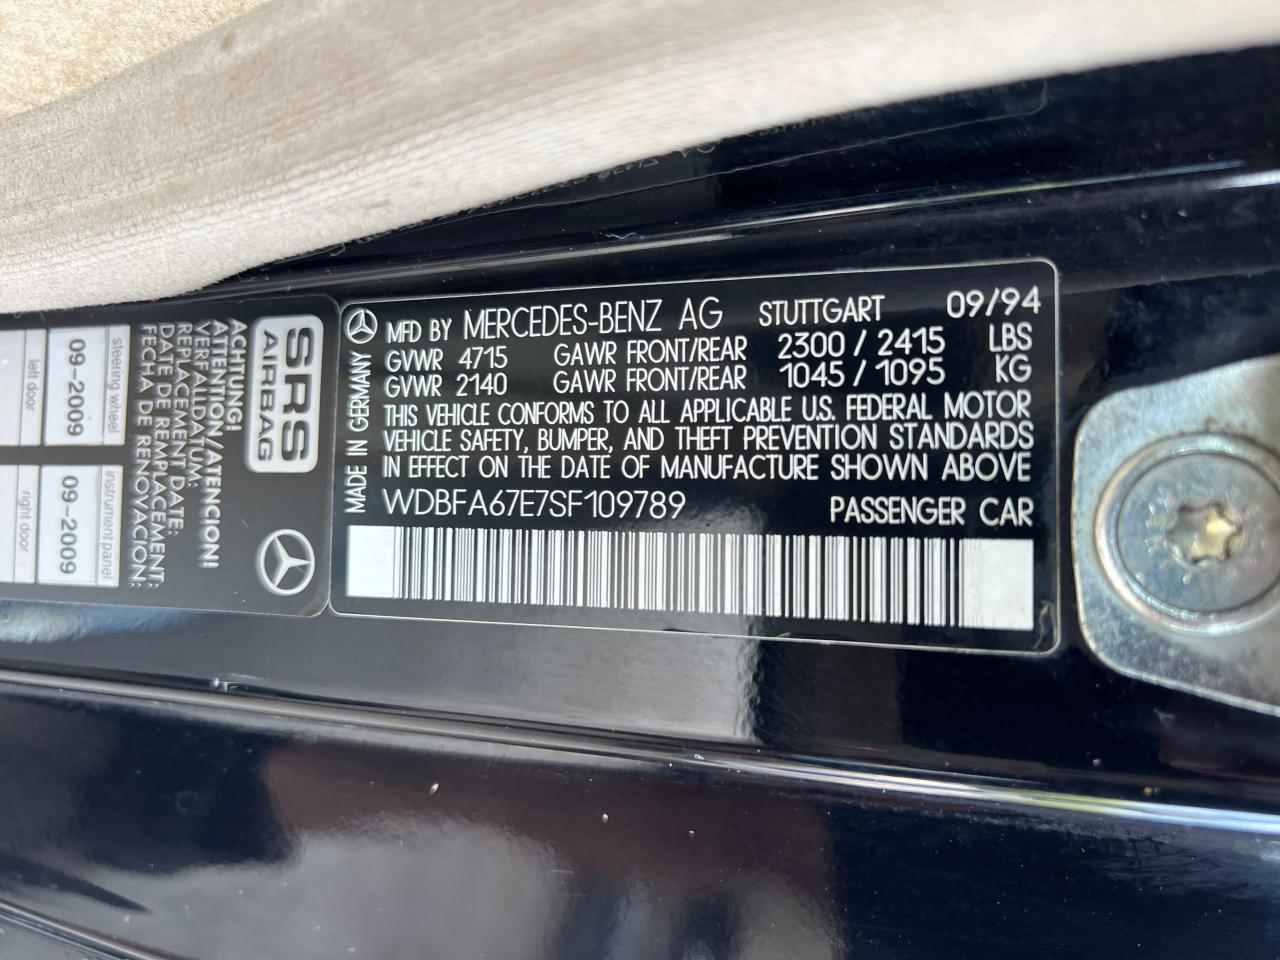 MFD BY MERCEDES-BENZ AG STUTTGART 09/94
GVWR 4715 GAWR FRONT/REAR 2300 / 2415 LBS
GVWR 2140 GAWR FRONT/REAR 1045 / 1095 KG
THIS VEHICLE CONFORMS TO ALL APPLICABLE U.S. FEDERAL MOTOR
VEHICLE SAFETY, BUMPER, AND THEFT PREVENTION STANDARDS
IN EFFECT ON THE DATE OF MANUFACTURE SHOWN ABOVE
WDBFA67E7SF109789 PASSENGER CAR
MADE IN GERMANY
SRS
AIRBAG
ACHTUNG!
ATTENTION/ATENCION:
VERFALLDATUM:
REPLACEMENT DATE:
DATE DE REMPLACEMENT:
FECHA DE RENOVACION:
steering wheel
09-2009
left door
instrument panel
09-2009
right door